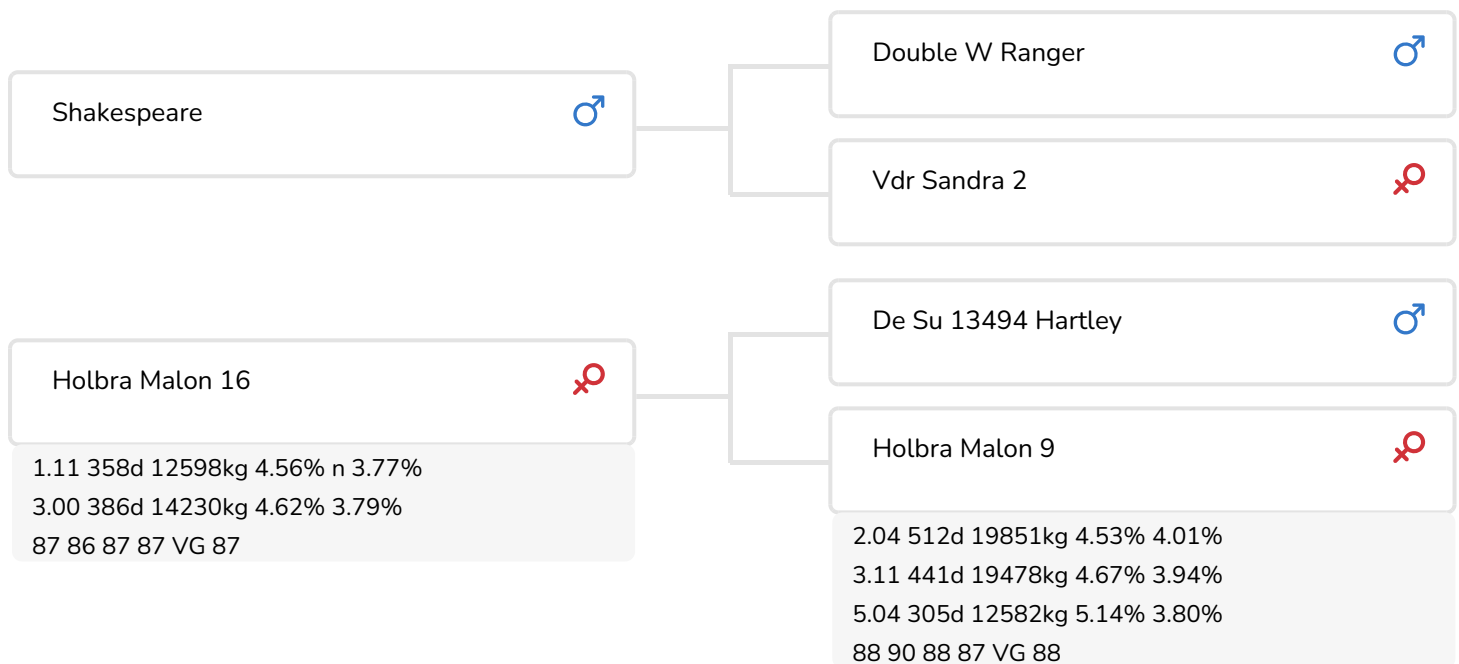 Double W Ranger
Shakespeare
Vdr Sandra 2
De Su 13494 Hartley
Holbra Malon 16
1.11 358d 12598kg 4.56% n 3.77%
3.00 386d 14230kg 4.62% 3.79%
87 86 87 87 VG 87
Holbra Malon 9
2.04 512d 19851kg 4.53% 4.01%
3.11 441d 19478kg 4.67% 3.94%
5.04 305d 12582kg 5.14% 3.80%
88 90 88 87 VG 88